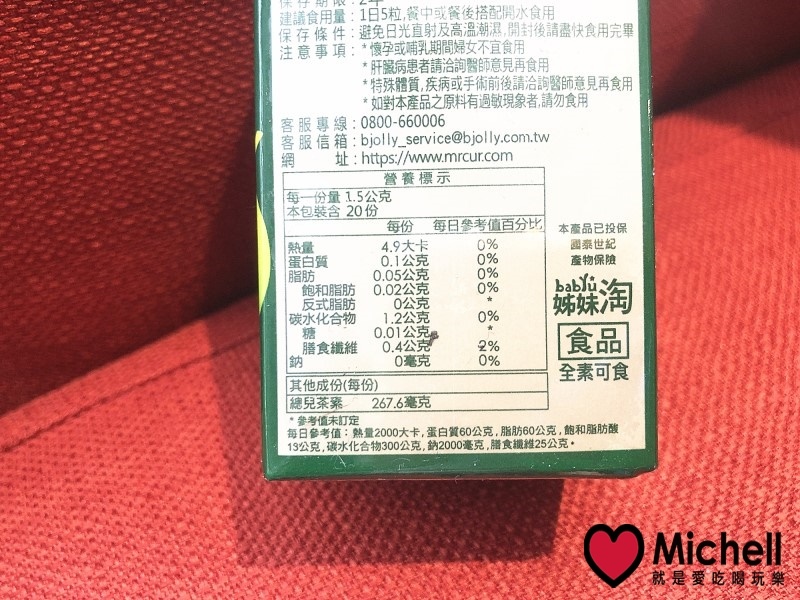 保存期限：2年
建議食用量：1日5粒,餐中或餐後搭配開水食用
保存條件：避免日光直射及高溫潮濕,開封後請盡快食用完畢
注意事項：*懷孕或哺乳期間婦女不宜食用
*肝臟病患者請洽詢醫師意見再食用
*特殊體質,疾病或手術前後請洽詢醫師意見再食用
*如對本產品之原料有過敏現象者,請勿食用
客服專線：0800-660006
客服信箱：bjolly_service@bjolly.com.tw
網址：https://www.mrcur.com
營養標示
每一份量 1.5公克
本包裝含 20份
每份 每日參考值百分比
熱量 4.9大卡 0%
蛋白質 0.1公克 0%
脂肪 0.05公克 0%
飽和脂肪 0.02公克 0%
反式脂肪 0公克 *
碳水化合物 1.2公克 0%
糖 0.01公克 *
膳食纖維 0.4公克 2%
鈉 0毫克 0%
其他成份(每份)
總兒茶素 267.6毫克
*參考值未訂定
每日參考值：熱量2000大卡,蛋白質60公克,脂肪60公克,飽和脂肪酸
13公克,碳水化合物300公克,鈉2000毫克,膳食纖維25公克。
本產品已投保
國泰世紀
產物保險
babyu
姊妹淘
食品
全素可食
Michell
就是愛吃喝玩樂